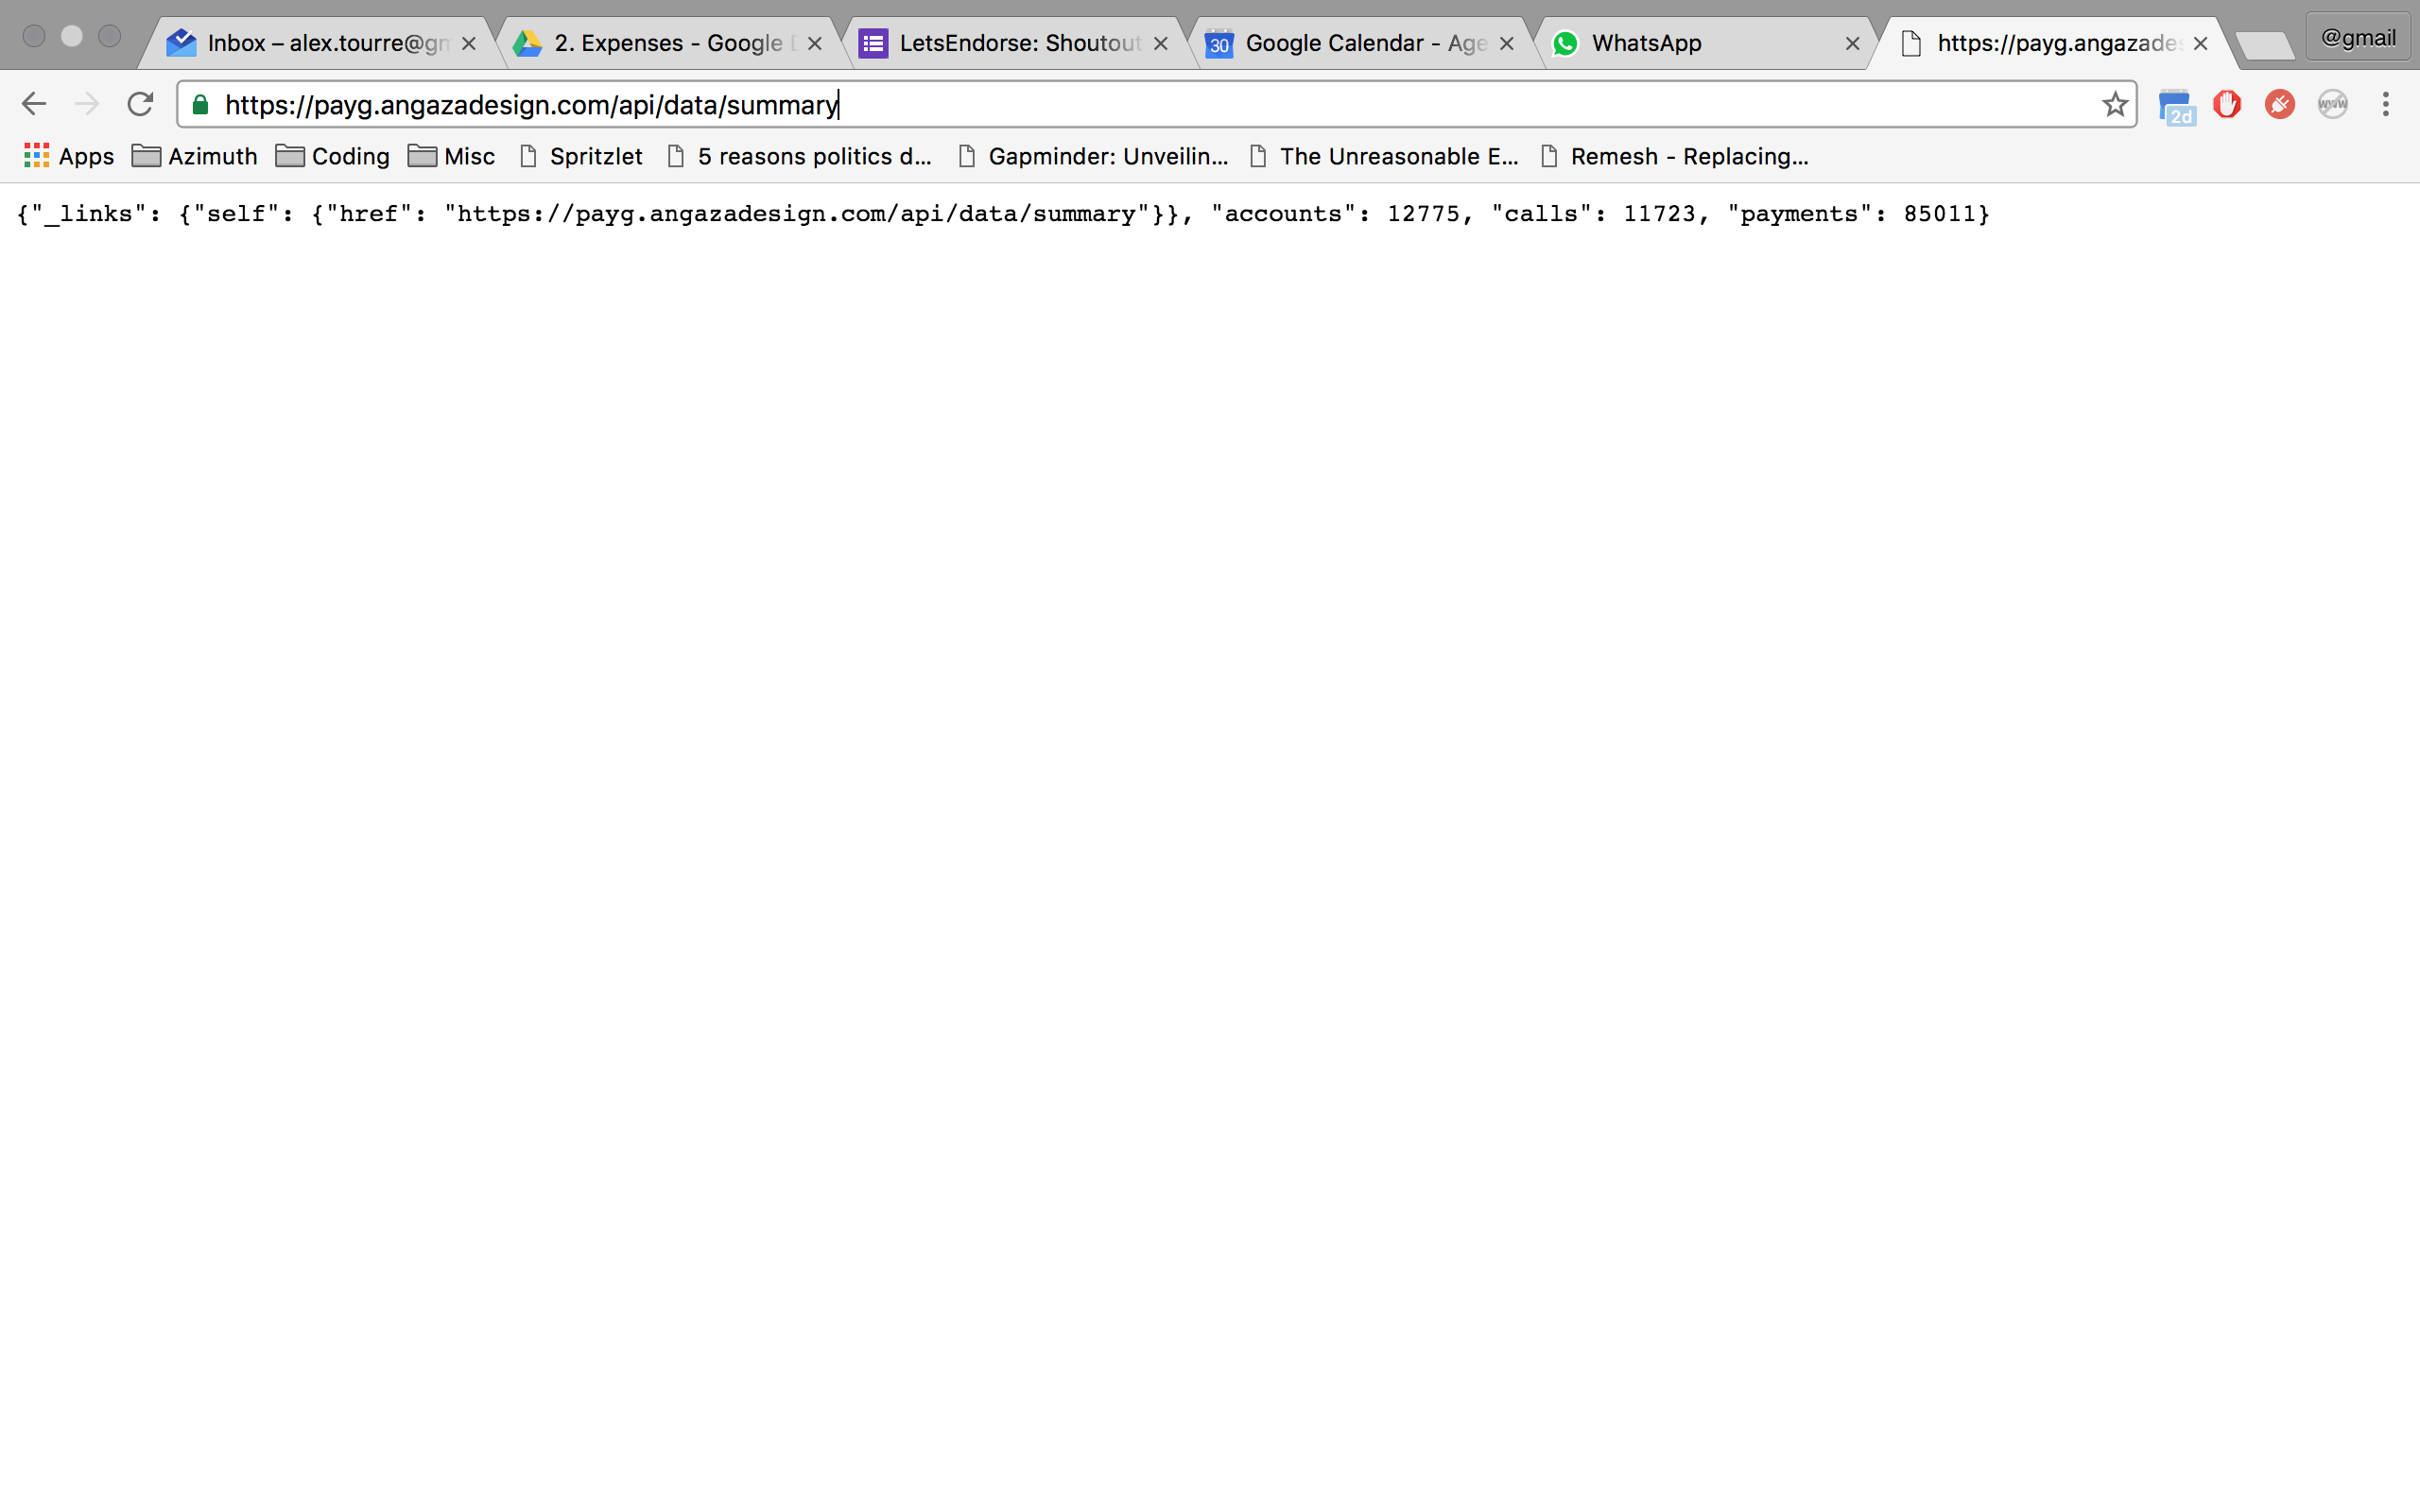 Inbox – alex.tourre@gm
2. Expenses - Google D
LetsEndorse: Shoutout
30
Google Calendar - Age
WhatsApp
https://payg.angazades
@gmail
https://payg.angazadesign.com/api/data/summary
2d
www
Apps
Azimuth
Coding
Misc
Spritzlet
5 reasons politics d...
Gapminder: Unveilin...
The Unreasonable E...
Remesh - Replacing...
{"_links": {"self": {"href": "https://payg.angazadesign.com/api/data/summary"}}, "accounts": 12775, "calls": 11723, "payments": 85011}